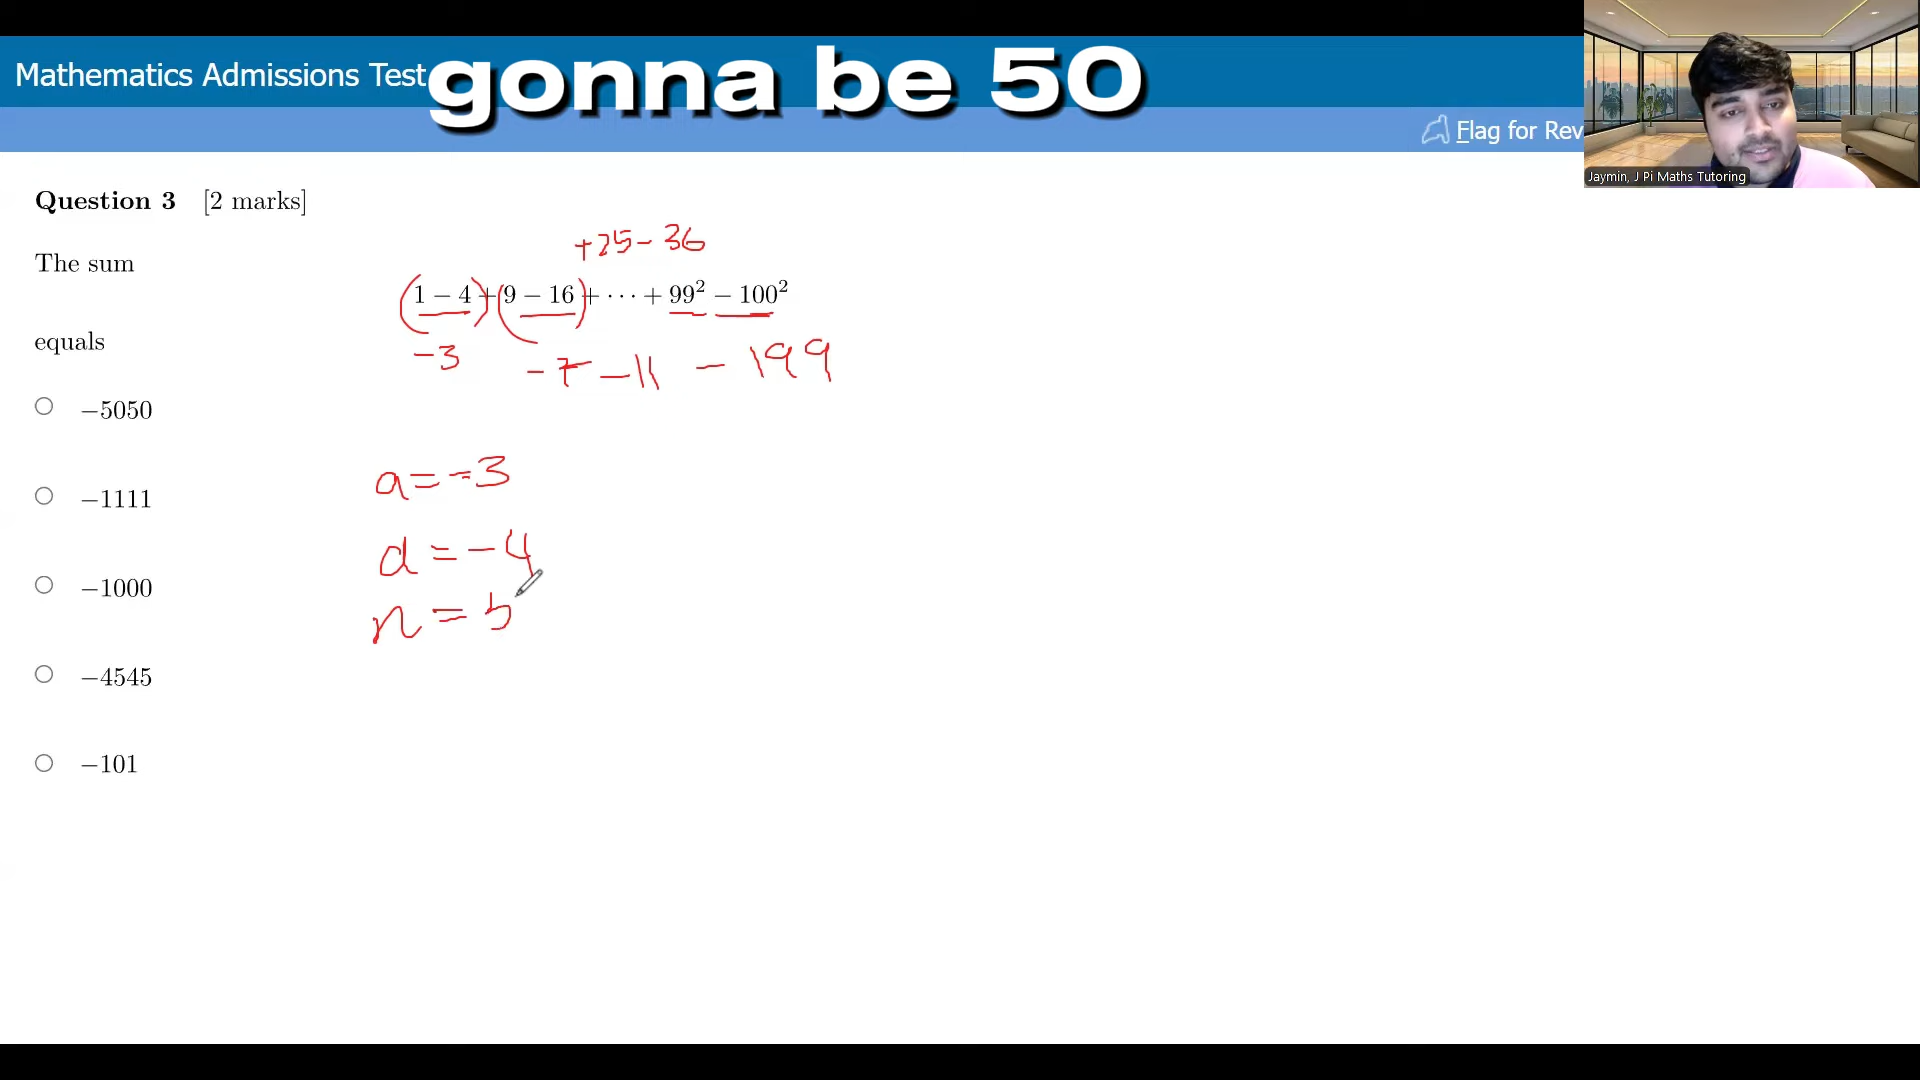 Mathematics Admissions Test
gonna be 50
Flag for Rev
Jaymin, J Pi Maths Tutoring
Question 3 [2 marks]
The sum
+25-36
(1 − 4)+(9 − 16)+ ··· + 99² − 100²
-3 -7 -11 - 199
equals
−5050
−1111
−1000
−4545
−101
a = -3
d = -4
n = 5